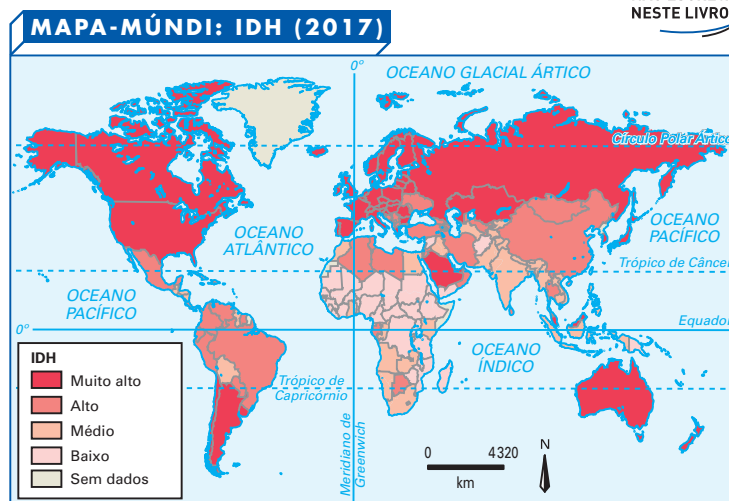 NESTE LIVRO
MAPA-MÚNDI: IDH (2017)
0°
OCEANO GLACIAL ÁRTICO
Círculo Polar Ártico
OCEANO
ATLÂNTICO
OCEANO
PACÍFICO
Trópico de Câncer
OCEANO
PACÍFICO
0°
Equador
OCEANO
ÍNDICO
Trópico de
Capricórnio
Meridiano de
Greenwich
IDH
Muito alto
Alto
Médio
Baixo
Sem dados
0 4320
km
N